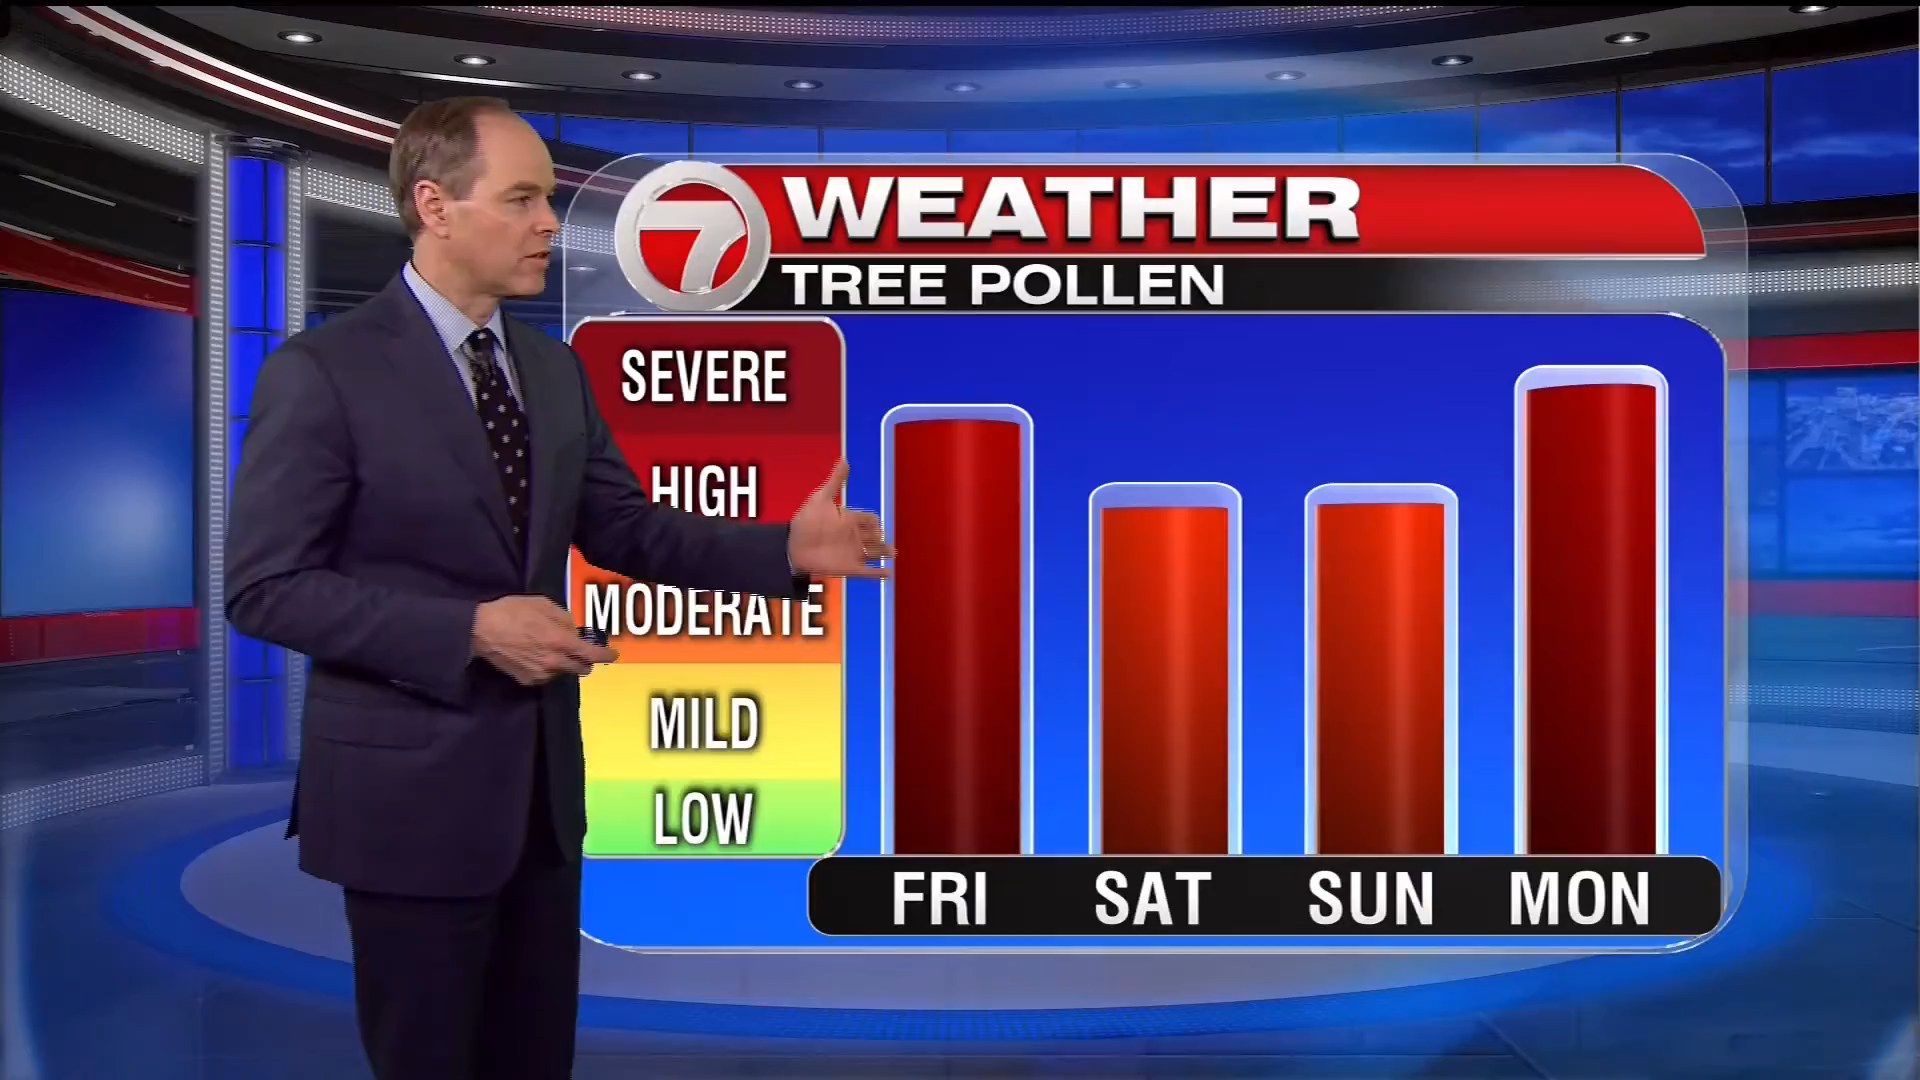 7 WEATHER
TREE POLLEN
SEVERE
HIGH
MODERATE
MILD
LOW
FRI SAT SUN MON